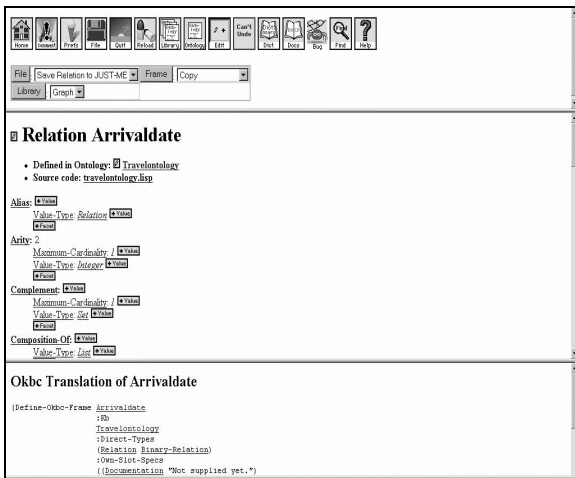 Home Comment Prefs File Quit Reload Library Ontology Edit Can't Undo Dict Docs Bug Find Help
File Save Relation to JUST-ME Frame Copy
Library Graph
Relation Arrivaldate
• Defined in Ontology: Travelontology
• Source code: travelontology.lisp
Alias: +Value
Value-Type: Relation +Value
+Facet
Arity: 2
Maximum-Cardinality: 1 +Value
Value-Type: Integer +Value
+Facet
Complement: +Value
Maximum-Cardinality: 1 +Value
Value-Type: Set +Value
+Facet
Composition-Of: +Value
Value-Type: List +Value
Okbc Translation of Arrivaldate
(Define-Okbc-Frame Arrivaldate
:Kb
Travelontology
:Direct-Types
(Relation Binary-Relation)
:Own-Slot-Specs
((Documentation "Not supplied yet.")